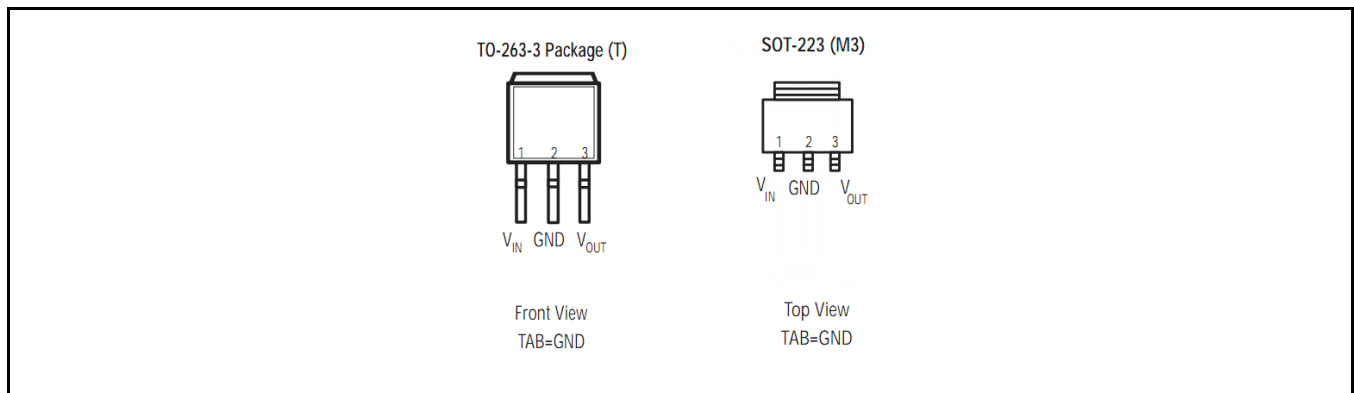 TO-263-3 Package (T)
1 2 3
VIN GND VOUT
Front View
TAB=GND
SOT-223 (M3)
1 2 3
VIN GND VOUT
Top View
TAB=GND